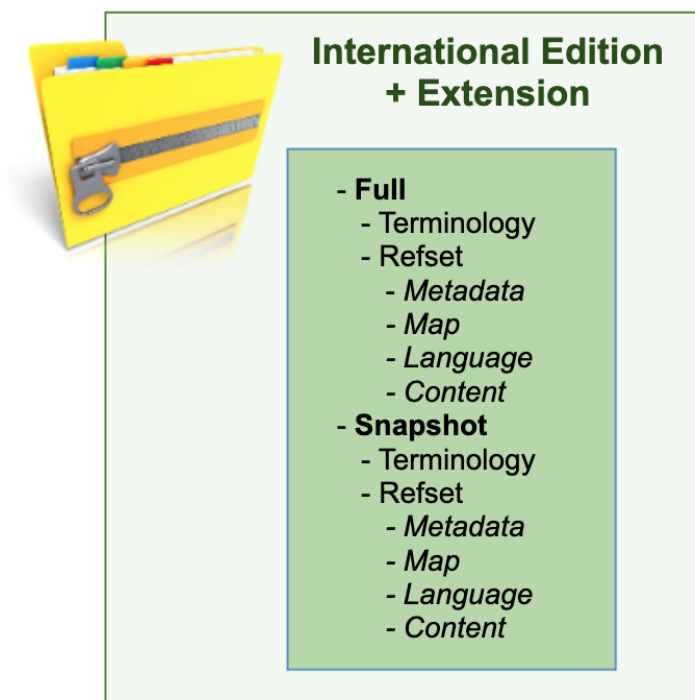 International Edition
+ Extension
- Full
- Terminology
- Refset
- Metadata
- Map
- Language
- Content
- Snapshot
- Terminology
- Refset
- Metadata
- Map
- Language
- Content